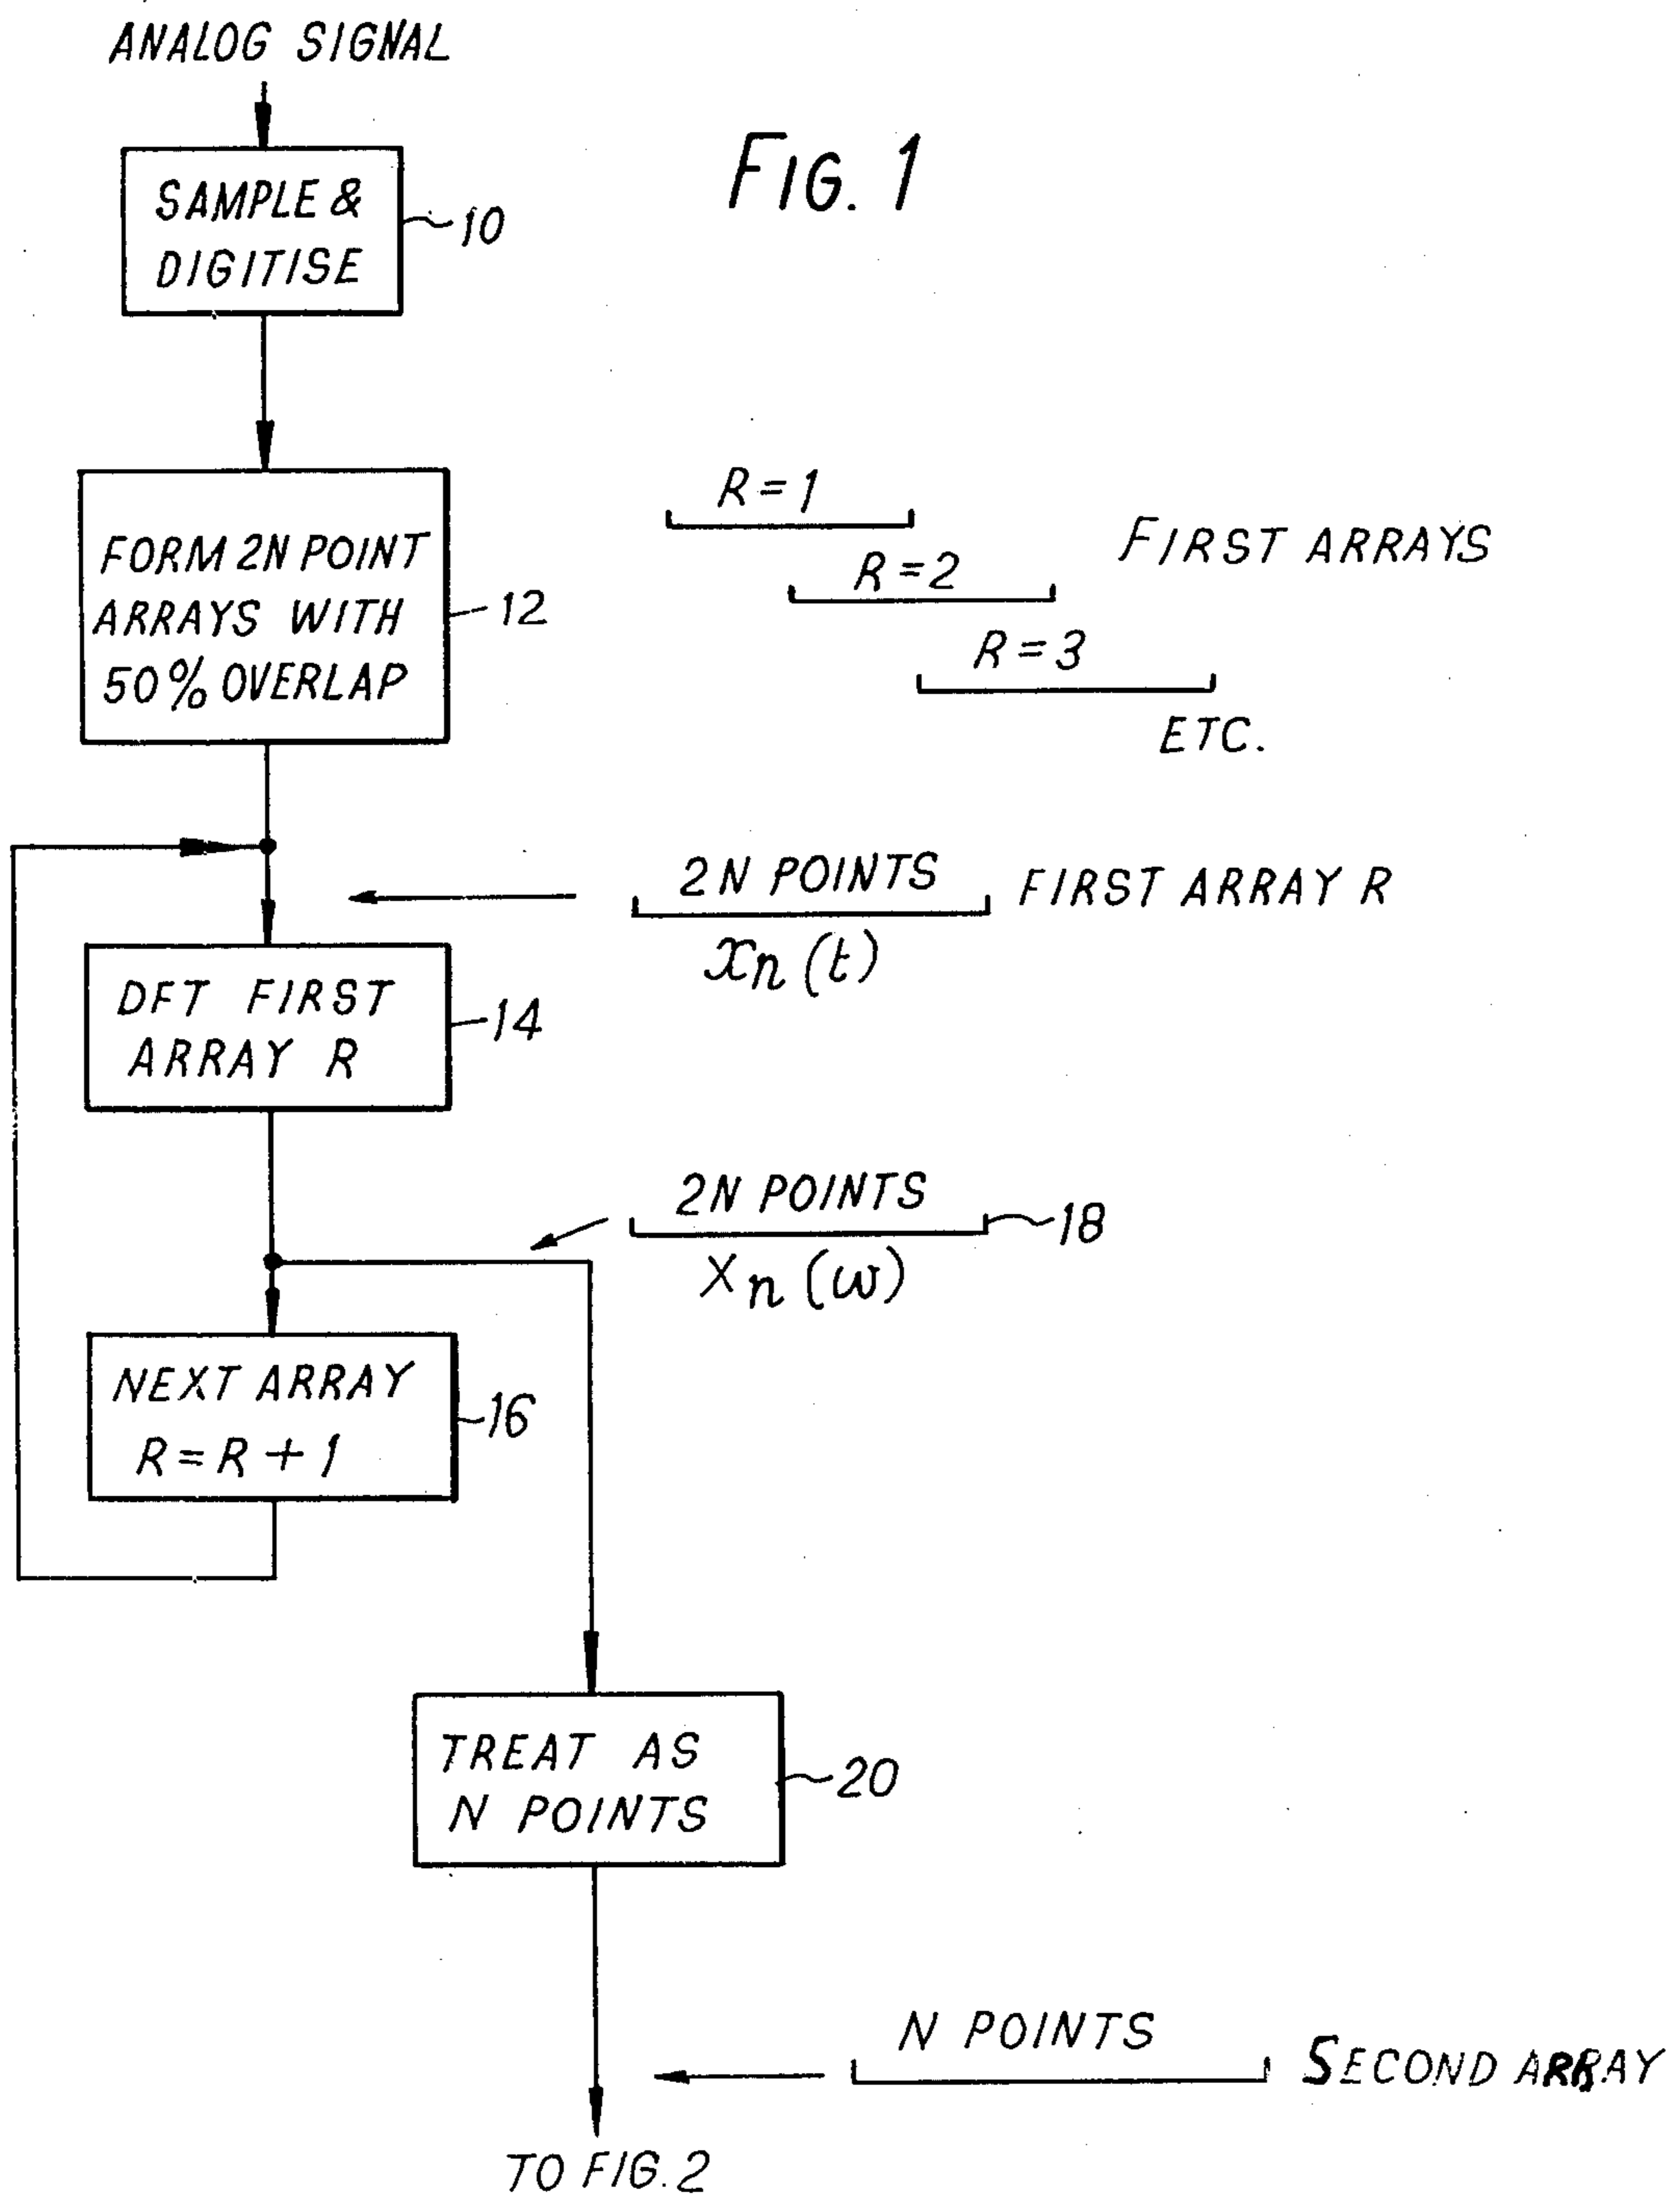 ANALOG SIGNAL
FIG. 1
SAMPLE &
DIGITISE
10
FORM 2N POINT
ARRAYS WITH
50% OVERLAP
12
R = 1
FIRST ARRAYS
R = 2
R = 3
ETC.
2N POINTS
FIRST ARRAY R
xn (t)
DFT FIRST
ARRAY R
14
2N POINTS
18
Xn (ω)
NEXT ARRAY
R = R + 1
16
TREAT AS
N POINTS
20
N POINTS
SECOND ARRAY
TO FIG. 2